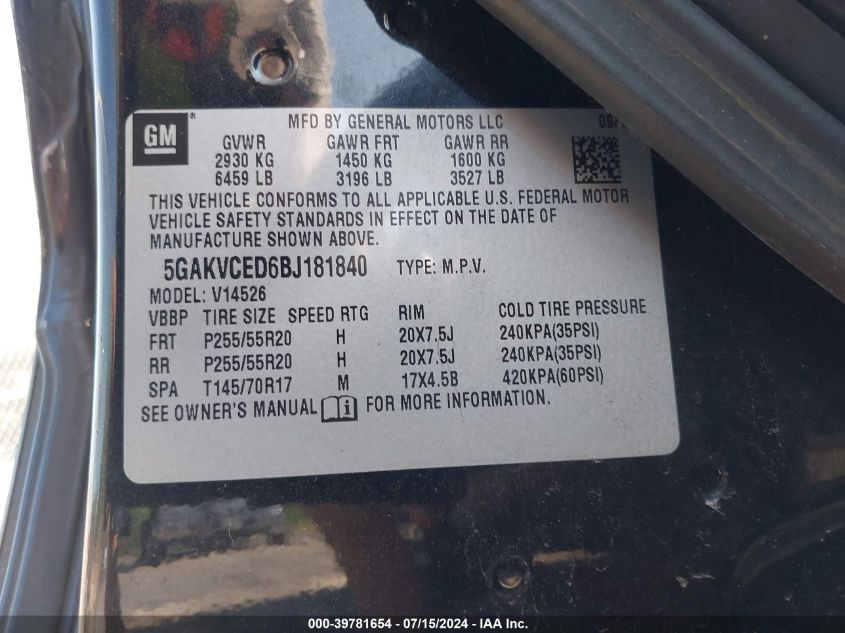 GM
MFD BY GENERAL MOTORS LLC 09/
GVWR GAWR FRT GAWR RR
2930 KG 1450 KG 1600 KG
6459 LB 3196 LB 3527 LB
THIS VEHICLE CONFORMS TO ALL APPLICABLE U.S. FEDERAL MOTOR
VEHICLE SAFETY STANDARDS IN EFFECT ON THE DATE OF
MANUFACTURE SHOWN ABOVE.
5GAKVCED6BJ181840 TYPE: M.P.V.
MODEL: V14526
VBBP TIRE SIZE SPEED RTG RIM COLD TIRE PRESSURE
FRT P255/55R20 H 20X7.5J 240KPA(35PSI)
RR P255/55R20 H 20X7.5J 240KPA(35PSI)
SPA T145/70R17 M 17X4.5B 420KPA(60PSI)
SEE OWNER'S MANUAL FOR MORE INFORMATION.
000-39781654 / 07/15/2024 - IAA Inc.